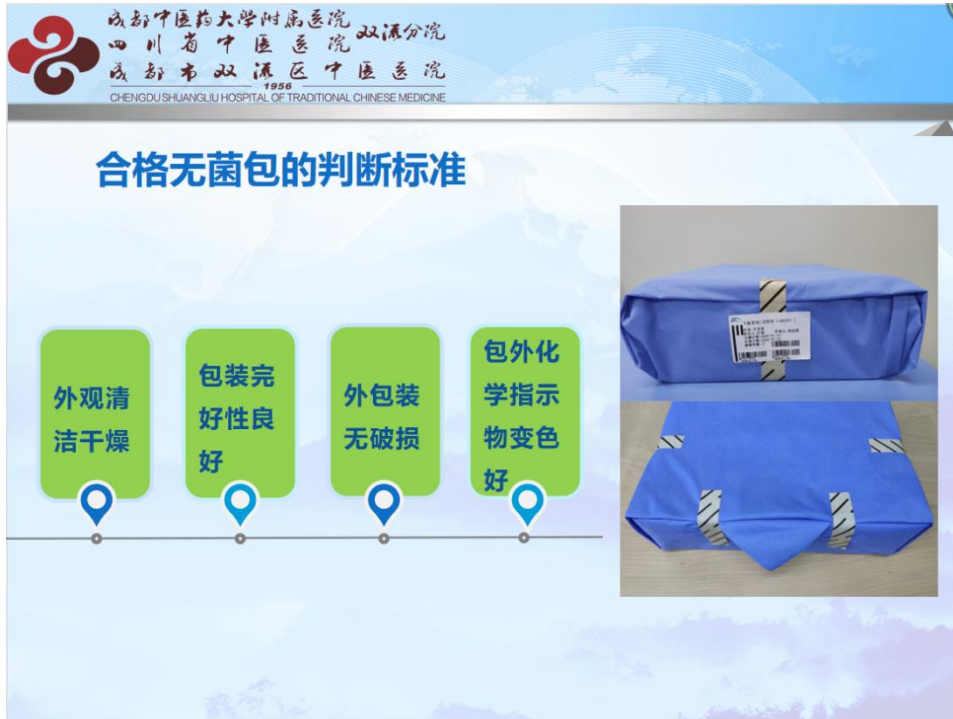 成都中医药大学附属医院
四川省中医医院
双流分院
成都市双流区中医医院
1956
CHENGDU SHUANGLIU HOSPITAL OF TRADITIONAL CHINESE MEDICINE
合格无菌包的判断标准
外观清
洁干燥
包装完
好性良
好
外包装
无破损
包外化
学指示
物变色
好